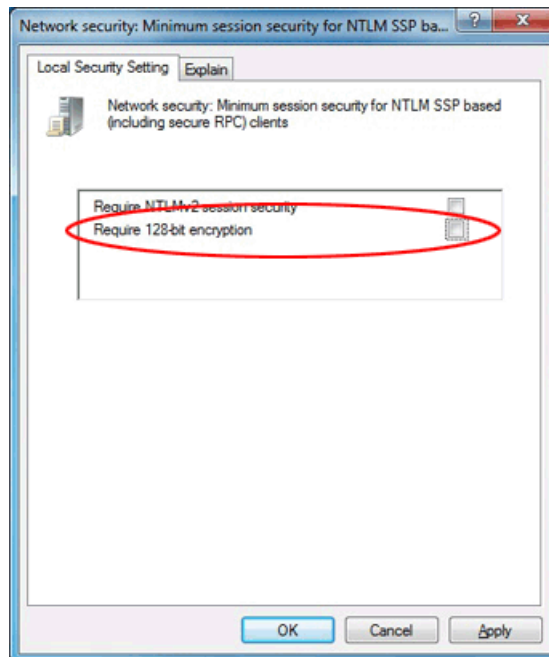 Network security: Minimum session security for NTLM SSP ba...
?
X
Local Security Setting
Explain
Network security: Minimum session security for NTLM SSP based
(including secure RPC) clients
Require NTLMv2 session security
Require 128-bit encryption
OK
Cancel
Apply